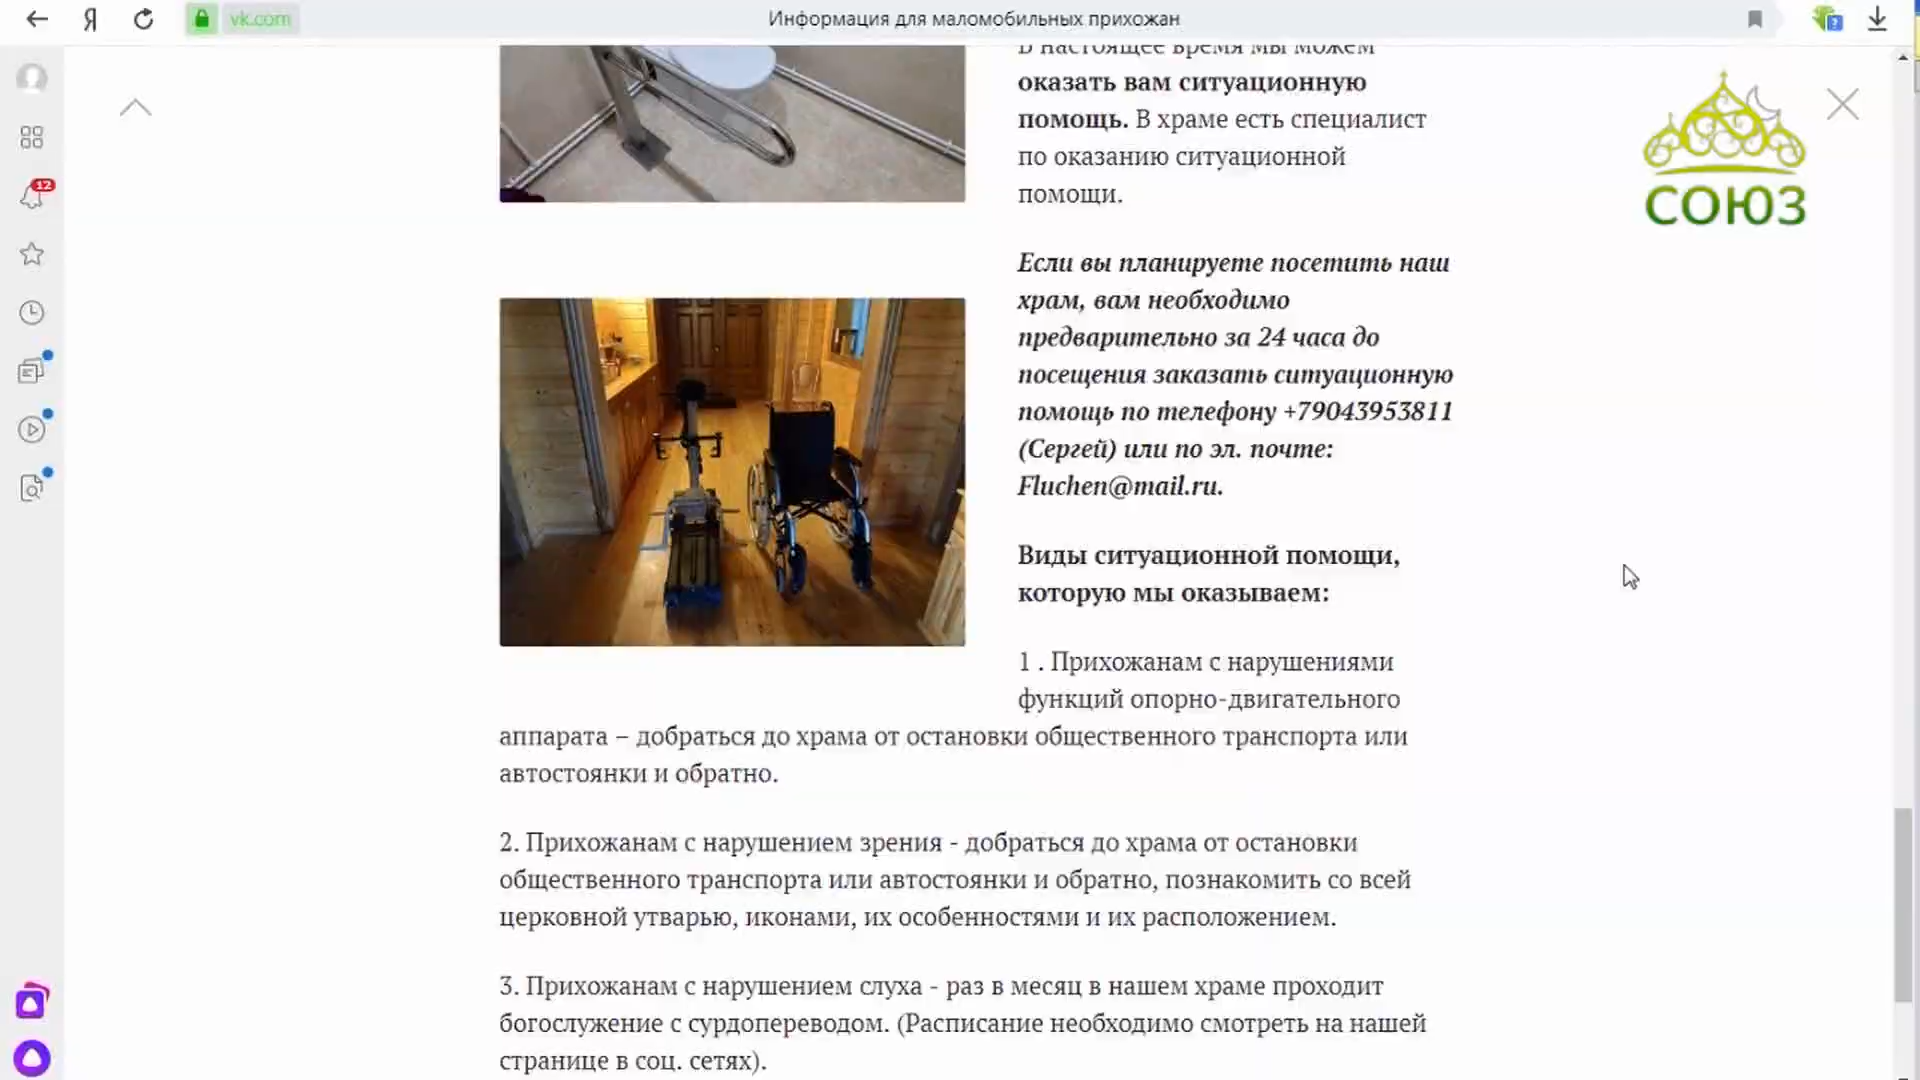 vk.com
Информация для маломобильных прихожан
В настоящее время мы можем
оказать вам ситуационную
помощь. В храме есть специалист
по оказанию ситуационной
помощи.
СОЮЗ
12
Если вы планируете посетить наш
храм, вам необходимо
предварительно за 24 часа до
посещения заказать ситуационную
помощь по телефону +79043953811
(Сергей) или по эл. почте:
Fluchen@mail.ru.
Виды ситуационной помощи,
которую мы оказываем:
1 . Прихожанам с нарушениями
функций опорно-двигательного
аппарата – добраться до храма от остановки общественного транспорта или
автостоянки и обратно.
2. Прихожанам с нарушением зрения - добраться до храма от остановки
общественного транспорта или автостоянки и обратно, познакомить со всей
церковной утварью, иконами, их особенностями и их расположением.
3. Прихожанам с нарушением слуха - раз в месяц в нашем храме проходит
богослужение с сурдопереводом. (Расписание необходимо смотреть на нашей
странице в соц. сетях).